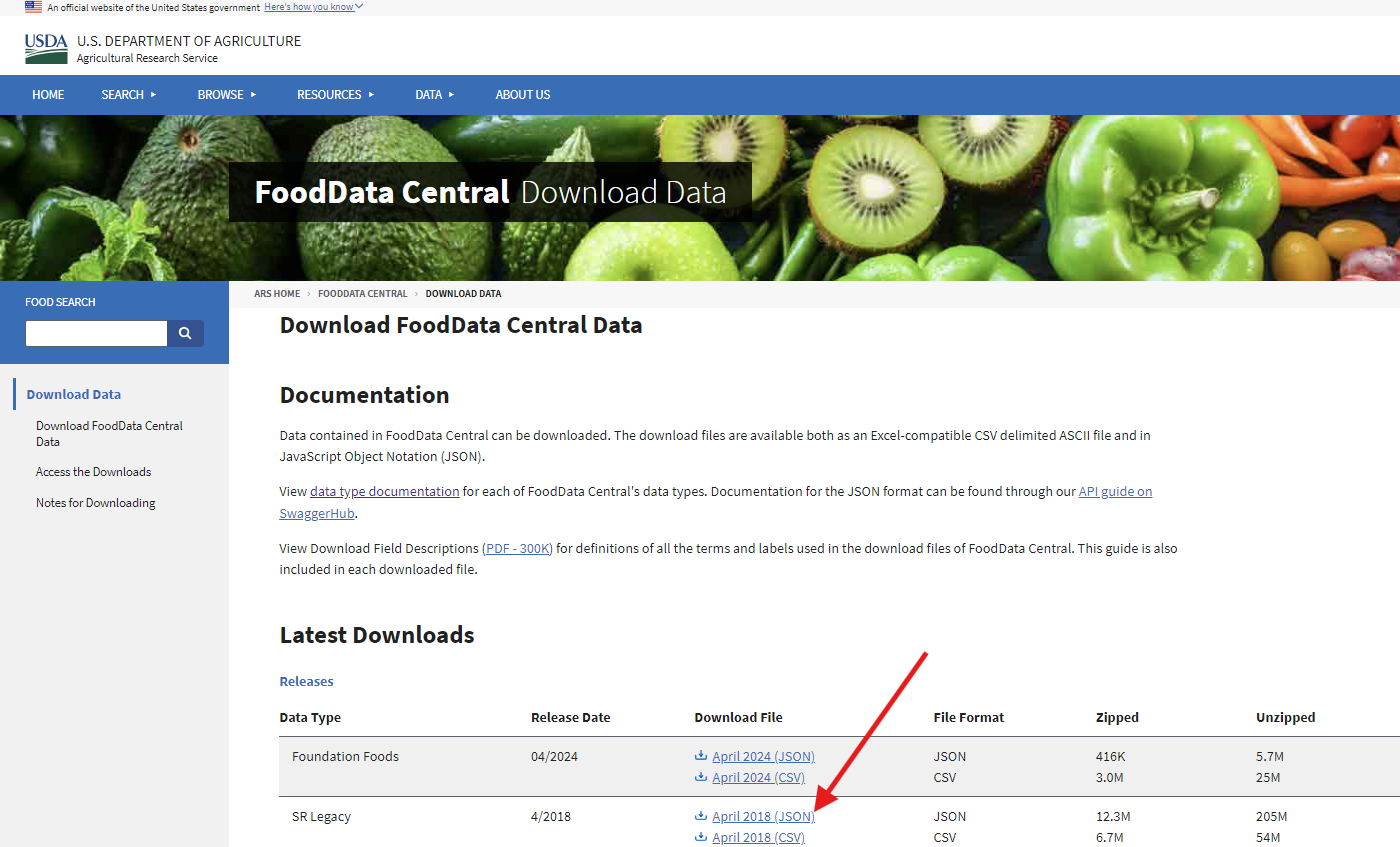 An official website of the United States government Here's how you know
USDA U.S. DEPARTMENT OF AGRICULTURE
Agricultural Research Service
HOME SEARCH BROWSE RESOURCES DATA ABOUT US
FoodData Central Download Data
FOOD SEARCH
Download Data
Download FoodData Central
Data
Access the Downloads
Notes for Downloading
ARS HOME › FOODDATA CENTRAL › DOWNLOAD DATA
Download FoodData Central Data
Documentation
Data contained in FoodData Central can be downloaded. The download files are available both as an Excel-compatible CSV delimited ASCII file and in
JavaScript Object Notation (JSON).
View data type documentation for each of FoodData Central's data types. Documentation for the JSON format can be found through our API guide on
SwaggerHub.
View Download Field Descriptions (PDF - 300K) for definitions of all the terms and labels used in the download files of FoodData Central. This guide is also
included in each downloaded file.
Latest Downloads
Releases
Data Type Release Date Download File File Format Zipped Unzipped
Foundation Foods 04/2024 April 2024 (JSON) JSON 416K 5.7M
April 2024 (CSV) CSV 3.0M 25M
SR Legacy 4/2018 April 2018 (JSON) JSON 12.3M 205M
April 2018 (CSV) CSV 6.7M 54M